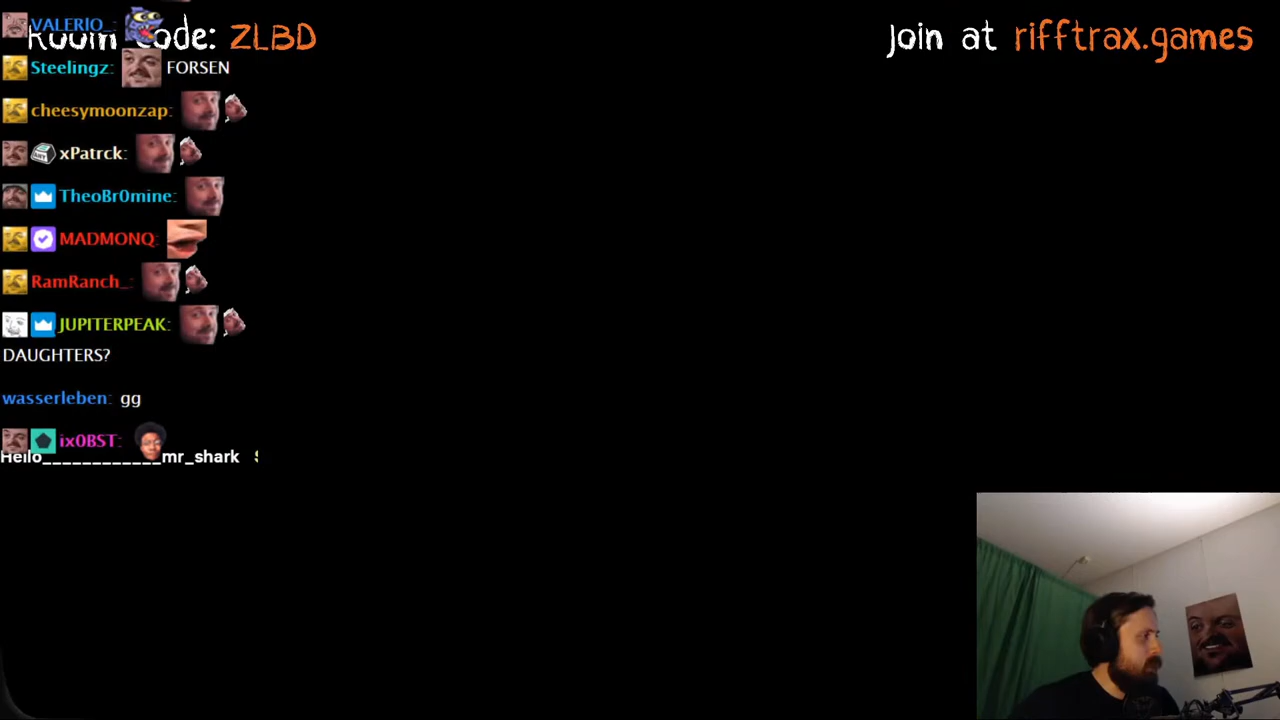 VALERIO_:
Room Code: ZLBD
Join at rifftrax.games
Steelingz: FORSEN
cheesymoonzap:
xPatrck:
TheoBr0mine:
MADMONQ:
RamRanch_:
JUPITERPEAK:
DAUGHTERS?
wasserleben: gg
ix0BST:
Hello____________mr_shark